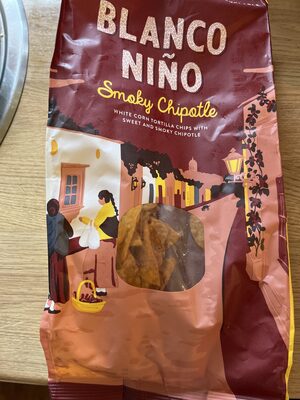 BLANCO
NIÑO
Smoky Chipotle
WHITE CORN TORTILLA CHIPS WITH
SWEET AND SMOKY CHIPOTLE